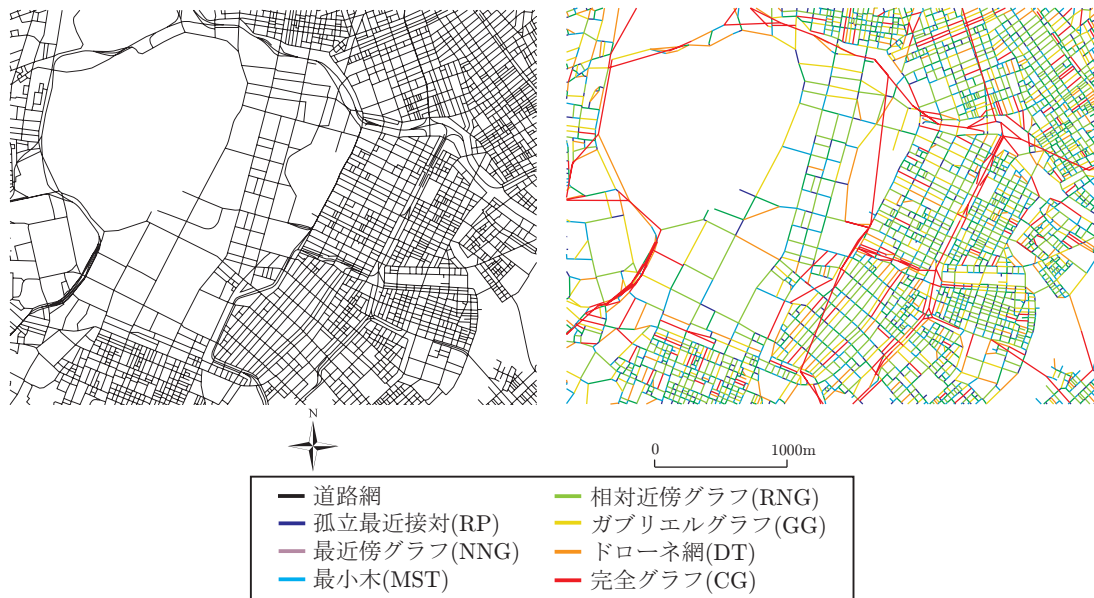 N
0 1000m
道路網
孤立最近接対(RP)
最近傍グラフ(NNG)
最小木(MST)
相対近傍グラフ(RNG)
ガブリエルグラフ(GG)
ドローネ網(DT)
完全グラフ(CG)